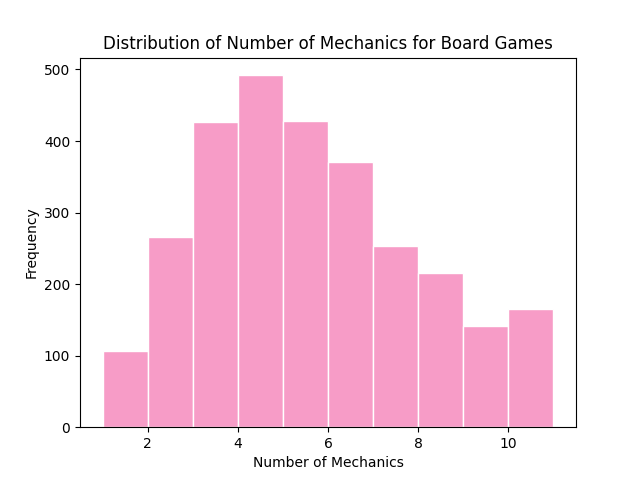 Distribution of Number of Mechanics for Board Games
500
400
300
200
100
0
Frequency
2 4 6 8 10
Number of Mechanics